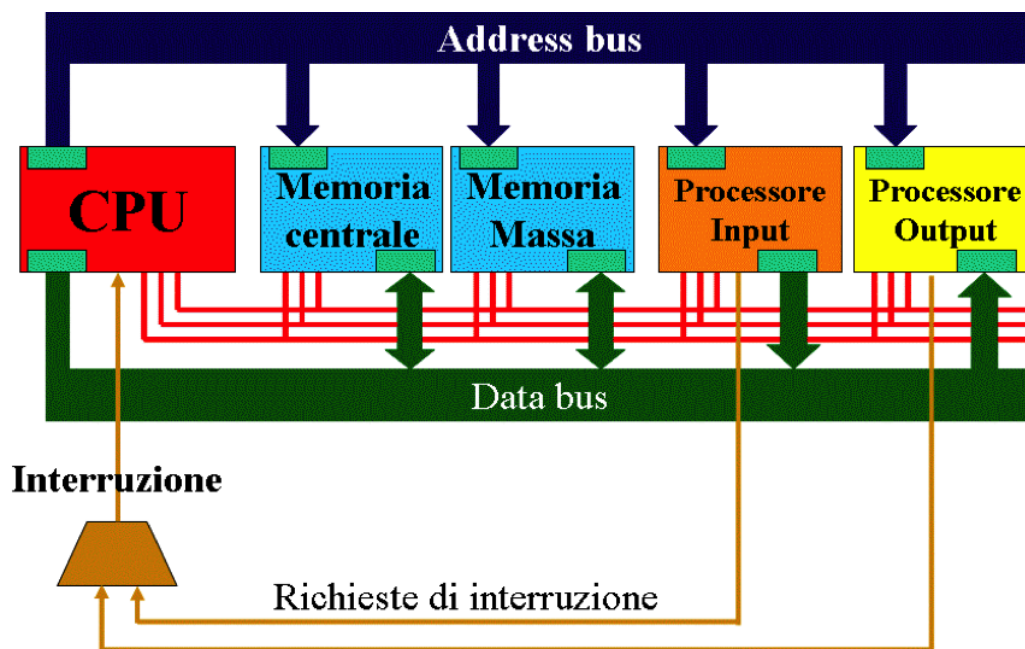 Address bus
CPU
Memoria
centrale
Memoria
Massa
Processore
Input
Processore
Output
Data bus
Interruzione
Richieste di interruzione